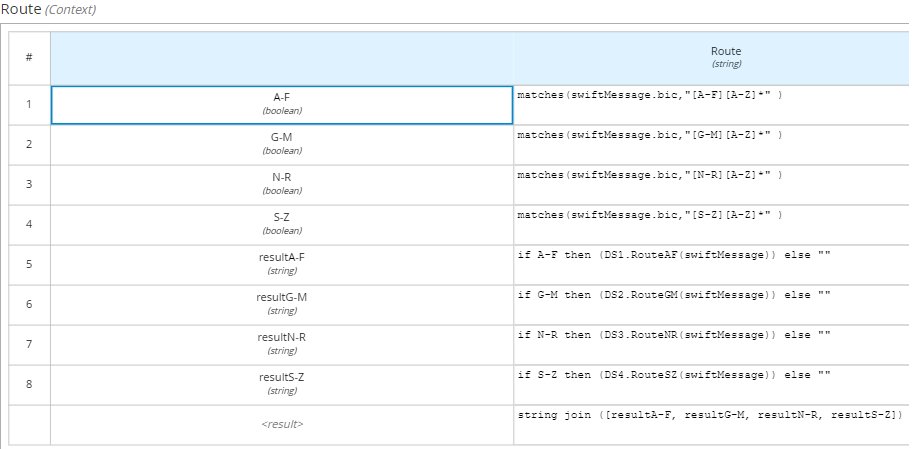 Route (Context)
#
Route
(string)
1
A-F
(boolean)
matches(swiftMessage.bic,"[A-F][A-Z]*" )
2
G-M
(boolean)
matches(swiftMessage.bic,"[G-M][A-Z]*" )
3
N-R
(boolean)
matches(swiftMessage.bic,"[N-R][A-Z]*" )
4
S-Z
(boolean)
matches(swiftMessage.bic,"[S-Z][A-Z]*" )
5
resultA-F
(string)
if A-F then (DS1.RouteAF(swiftMessage)) else ""
6
resultG-M
(string)
if G-M then (DS2.RouteGM(swiftMessage)) else ""
7
resultN-R
(string)
if N-R then (DS3.RouteNR(swiftMessage)) else ""
8
resultS-Z
(string)
if S-Z then (DS4.RouteSZ(swiftMessage)) else ""
<result>
string join ([resultA-F, resultG-M, resultN-R, resultS-Z])